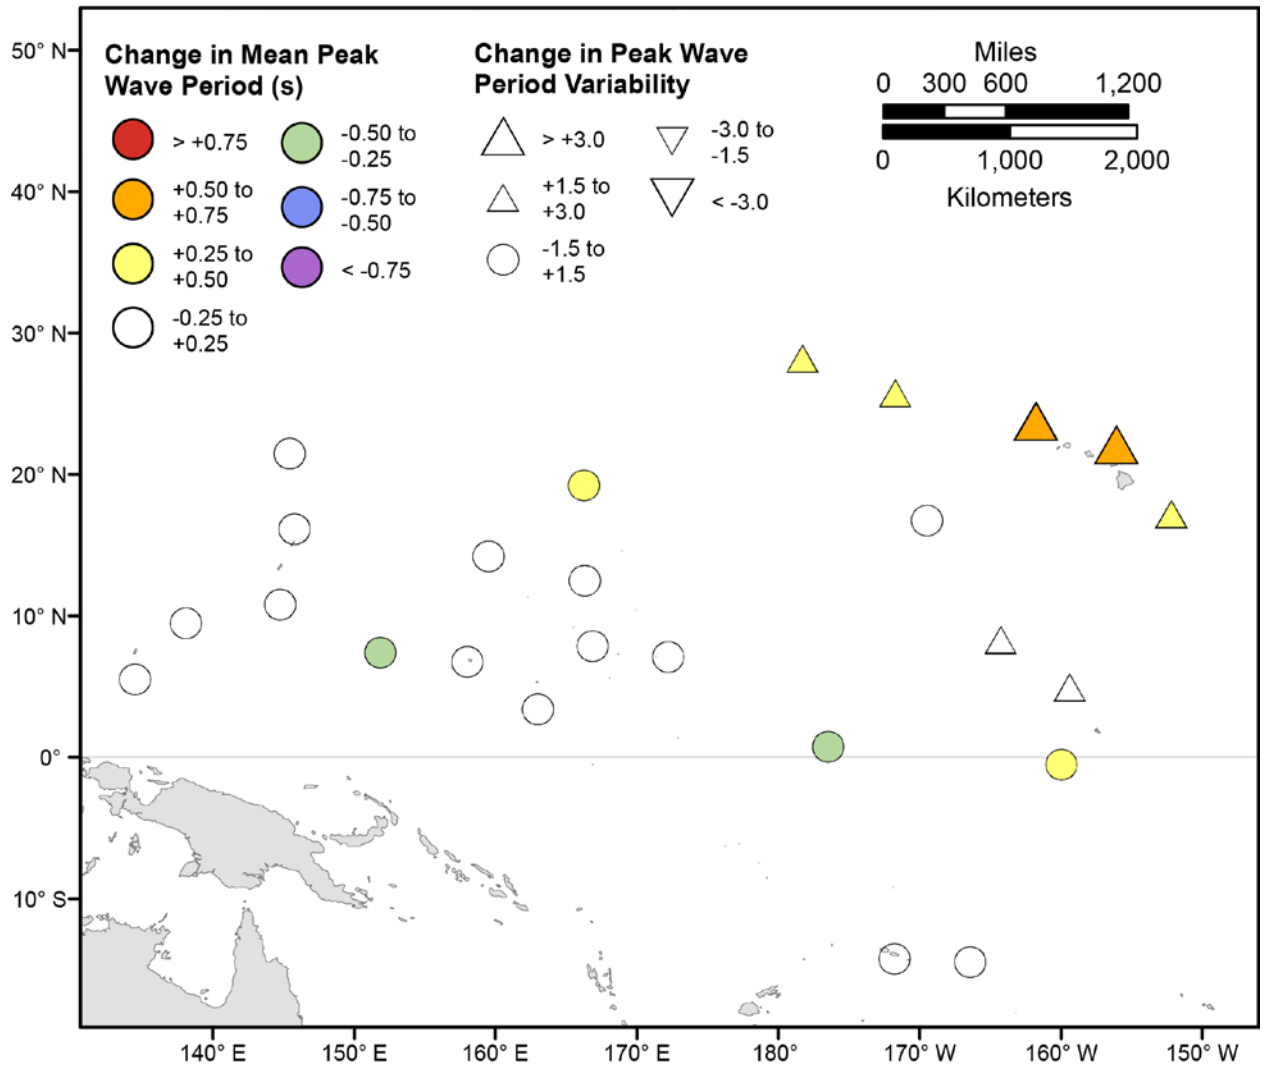 50° N
40° N
30° N
20° N
10° N
0°
10° S
Change in Mean Peak
Wave Period (s)
> +0.75
+0.50 to
+0.75
+0.25 to
+0.50
-0.25 to
+0.25
-0.50 to
-0.25
-0.75 to
-0.50
< -0.75
Change in Peak Wave
Period Variability
> +3.0
+1.5 to
+3.0
-1.5 to
+1.5
-3.0 to
-1.5
< -3.0
Miles
0 300 600 1,200
0 1,000 2,000
Kilometers
140° E 150° E 160° E 170° E 180° 170° W 160° W 150° W